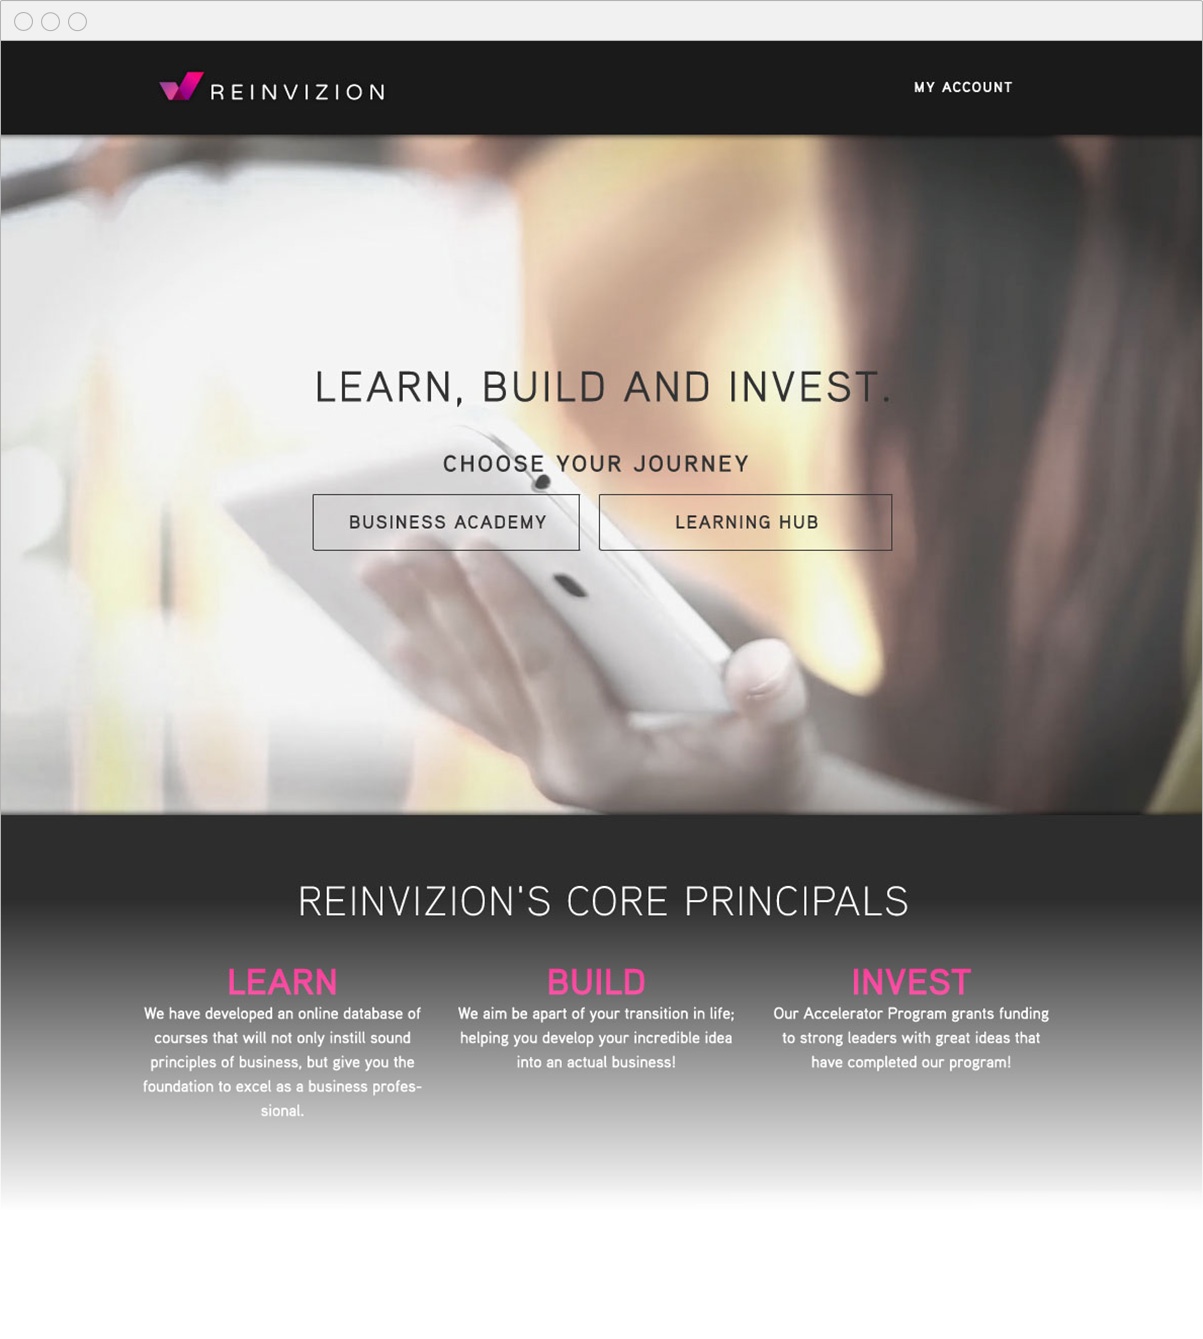 REINVIZION
MY ACCOUNT
LEARN, BUILD AND INVEST.
CHOOSE YOUR JOURNEY
BUSINESS ACADEMY
LEARNING HUB
REINVIZION'S CORE PRINCIPALS
LEARN
We have developed an online database of
courses that will not only instill sound
principles of business, but give you the
foundation to excel as a business profes-
sional.
BUILD
We aim be apart of your transition in life;
helping you develop your incredible idea
into an actual business!
INVEST
Our Accelerator Program grants funding
to strong leaders with great ideas that
have completed our program!